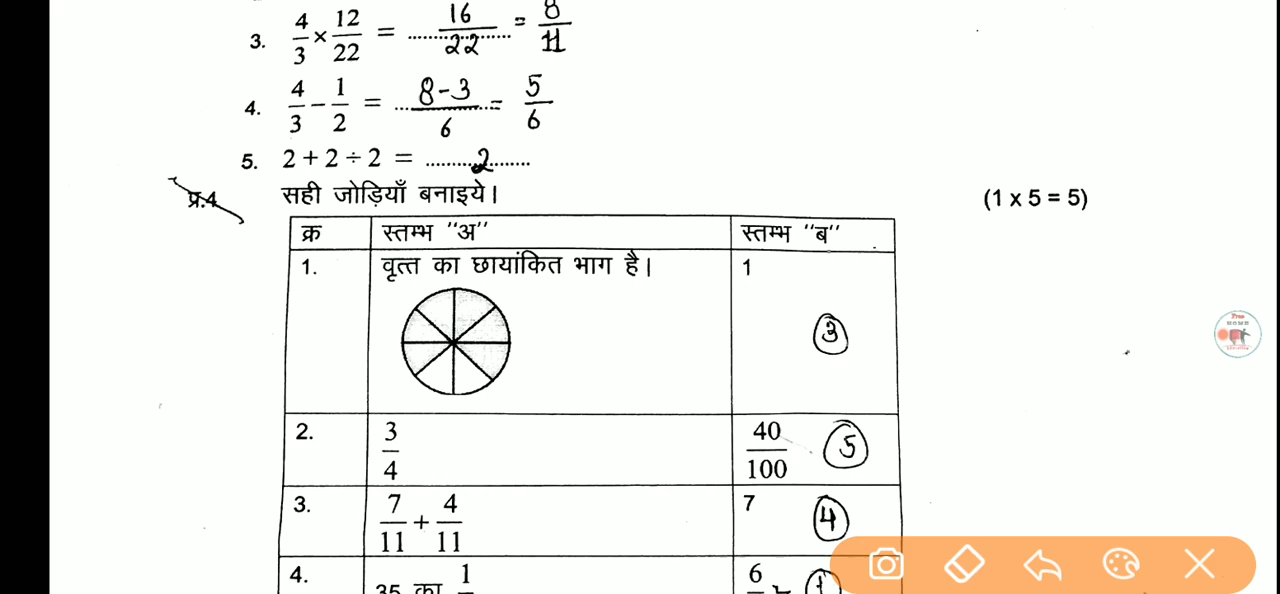 3. 4/3 × 12/22 = ...16/22... = 8/11
4. 4/3 − 1/2 = ...8-3/6... = 5/6
5. 2 + 2 ÷ 2 = ...........2........
प्र.4 सही जोड़ियाँ बनाइये। (1 x 5 = 5)
क्र स्तम्भ "अ" स्तम्भ "ब"
1. वृत्त का छायांकित भाग है। 1 ③
2. 3/4 40/100 ⑤
3. 7/11 + 4/11 7 ④
4. 35 का 1 6 ①